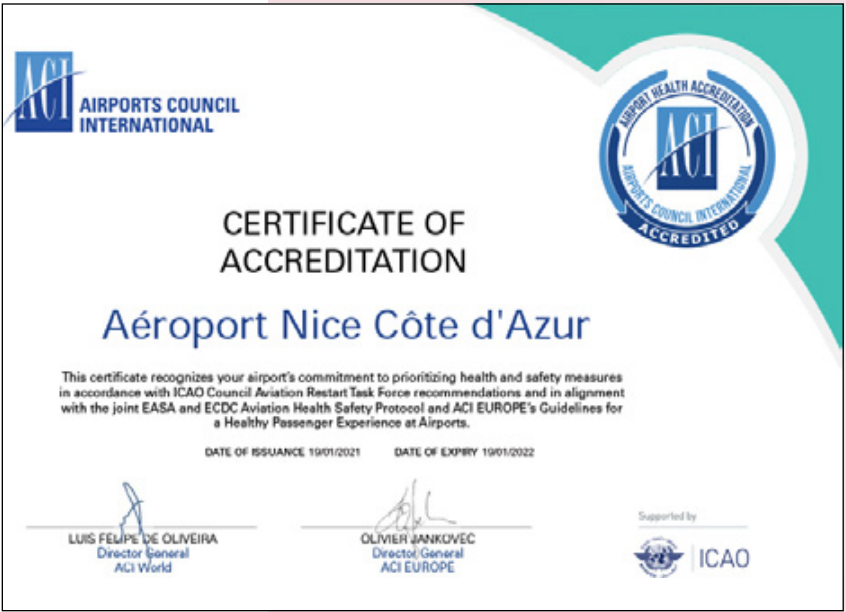 ACI
AIRPORTS COUNCIL
INTERNATIONAL
AIRPORT HEALTH ACCREDITATION
ACI
AIRPORTS COUNCIL INTERNATIONAL
ACCREDITED
CERTIFICATE OF
ACCREDITATION
Aéroport Nice Côte d'Azur
This certificate recognizes your airport's commitment to prioritizing health and safety measures
in accordance with ICAO Council Aviation Restart Task Force recommendations and in alignment
with the joint EASA and ECDC Aviation Health Safety Protocol and ACI EUROPE's Guidelines for
a Healthy Passenger Experience at Airports.
DATE OF ISSUANCE 19/01/2021 DATE OF EXPIRY 19/01/2022
LUIS FELIPE DE OLIVEIRA
Director General
ACI World
OLIVIER JANKOVEC
Director General
ACI EUROPE
Supported by
ICAO